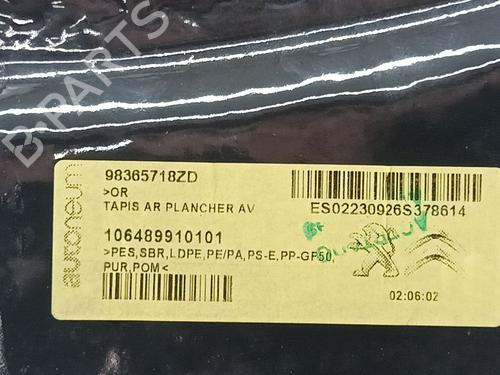 B-PARTS
autoneum
98365718ZD
>OR
TAPIS AR PLANCHER AV
106489910101
>PES,SBR,LDPE,PE/PA,PS-E,PP-GF50,
PUR,POM<
ES02230926S378614
02:06:02